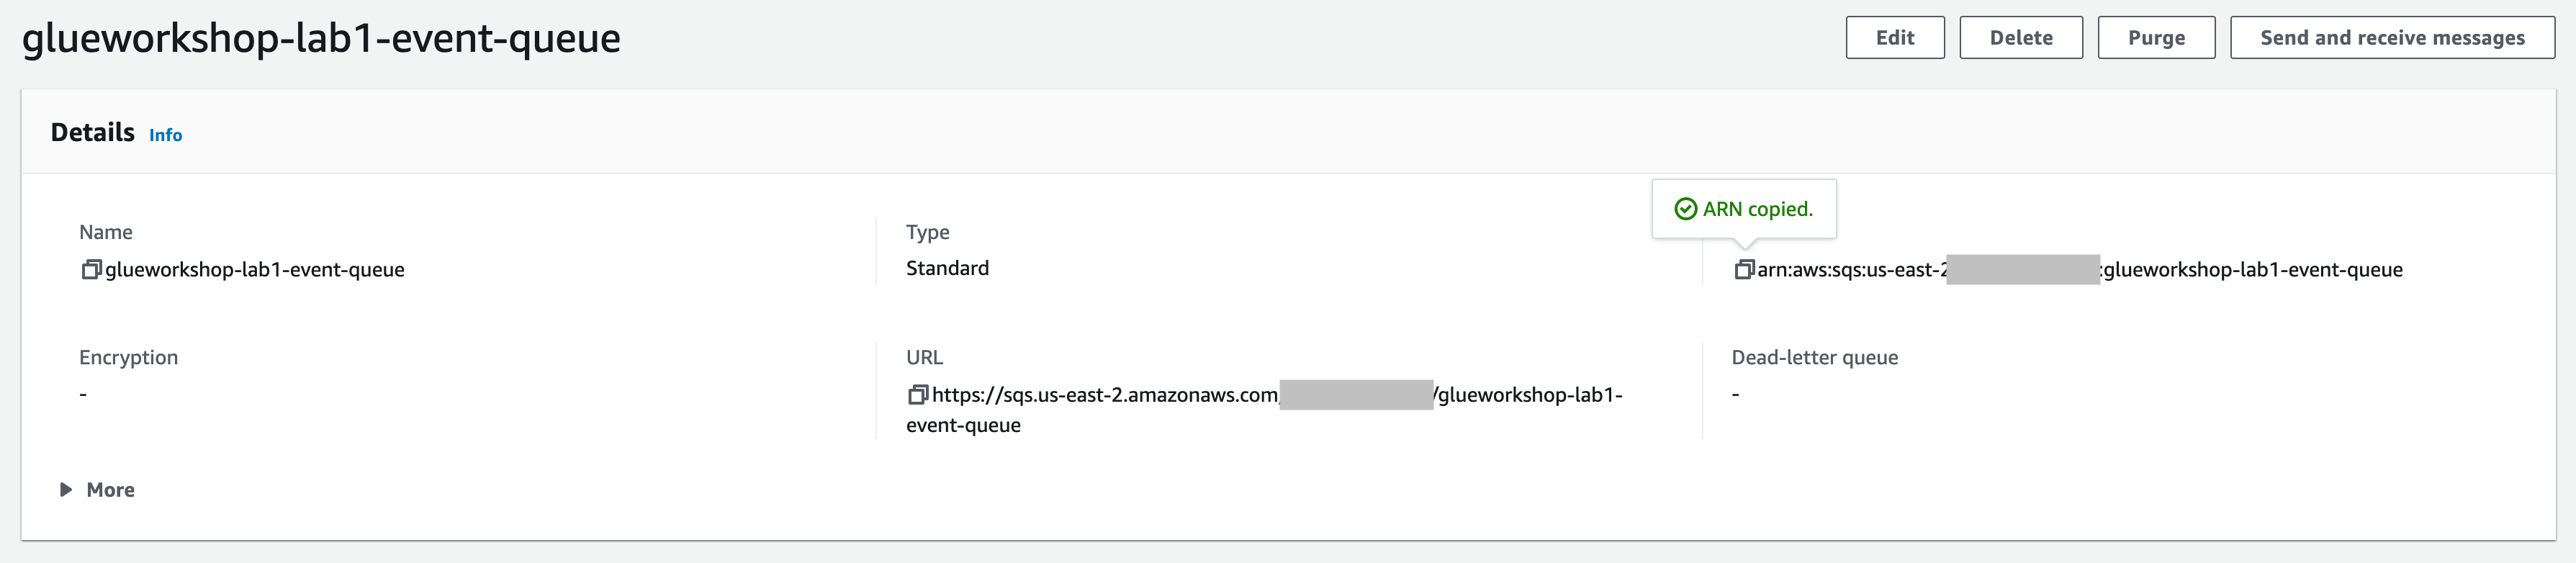 glueworkshop-lab1-event-queue
Edit
Delete
Purge
Send and receive messages
Details Info
ARN copied.
Name
glueworkshop-lab1-event-queue
Type
Standard
arn:aws:sqs:us-east-2 :glueworkshop-lab1-event-queue
Encryption
-
URL
https://sqs.us-east-2.amazonaws.com/ /glueworkshop-lab1-
event-queue
Dead-letter queue
-
More